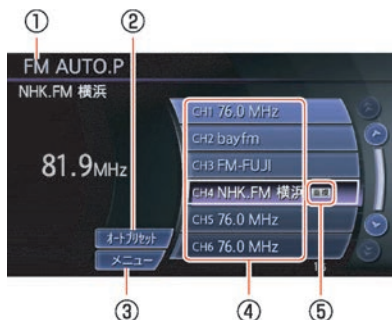 ① ②
FM AUTO.P
NHK.FM 横浜
81.9MHz
CH1 76.0 MHz
CH2 bayfm
CH3 FM-FUJI
CH4 NHK.FM 横浜
CH5 76.0 MHz
CH6 76.0 MHz
オートプリセット
メニュー
③ ④ ⑤